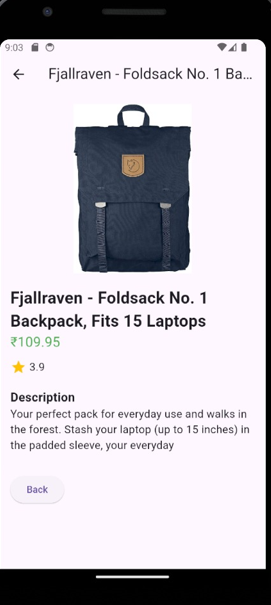 9:03
Fjallraven - Foldsack No. 1 Ba...
Fjallraven - Foldsack No. 1
Backpack, Fits 15 Laptops
₹109.95
3.9
Description
Your perfect pack for everyday use and walks in
the forest. Stash your laptop (up to 15 inches) in
the padded sleeve, your everyday
Back